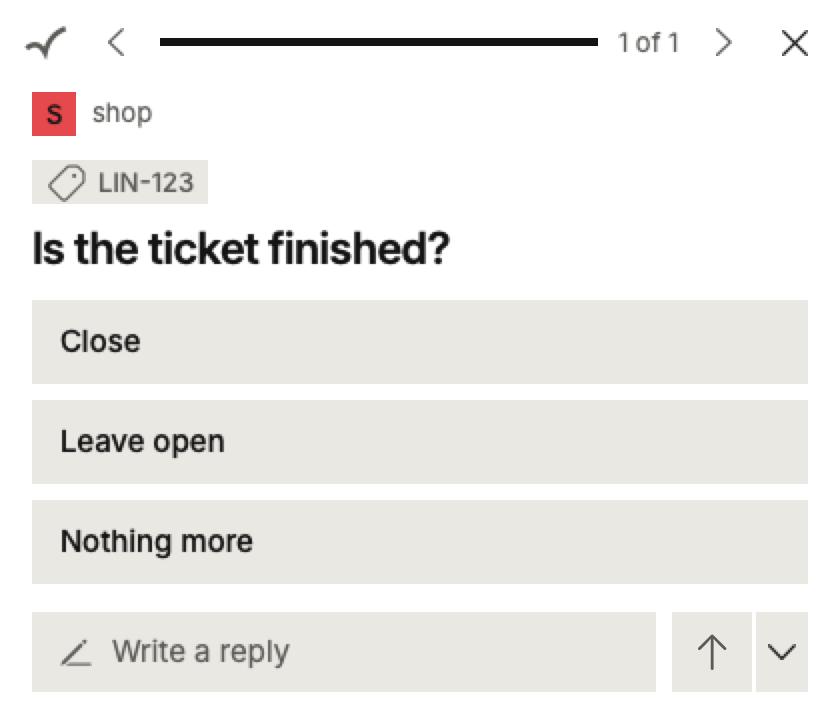 1 of 1
S shop
LIN-123
Is the ticket finished?
Close
Leave open
Nothing more
Write a reply